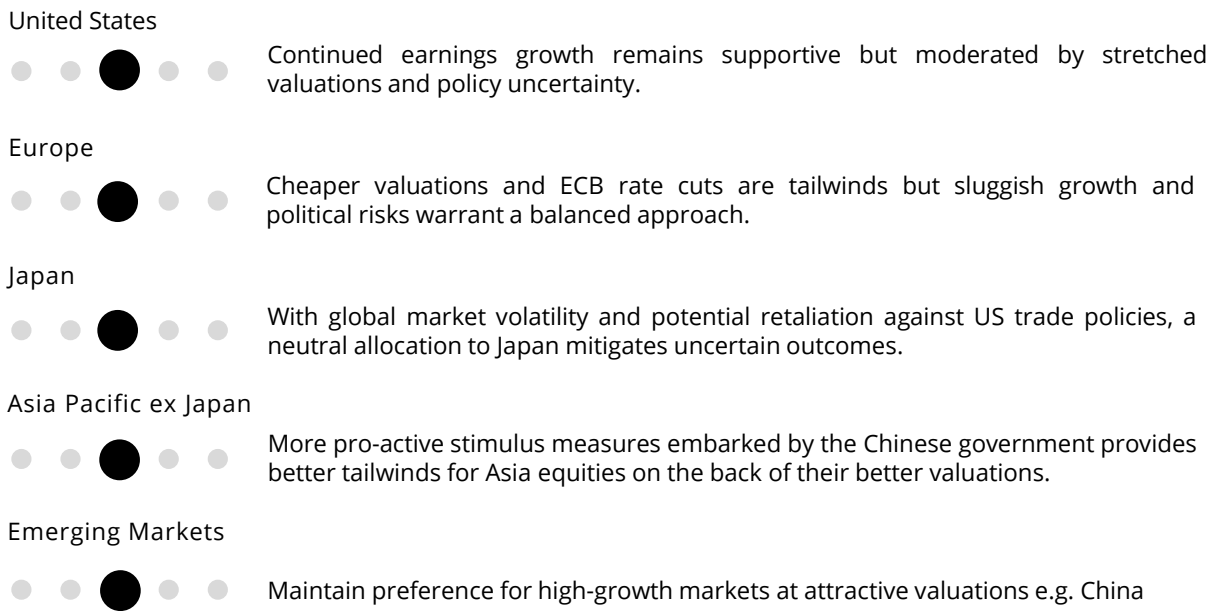 United States
Continued earnings growth remains supportive but moderated by stretched
valuations and policy uncertainty.
Europe
Cheaper valuations and ECB rate cuts are tailwinds but sluggish growth and
political risks warrant a balanced approach.
Japan
With global market volatility and potential retaliation against US trade policies, a
neutral allocation to Japan mitigates uncertain outcomes.
Asia Pacific ex Japan
More pro-active stimulus measures embarked by the Chinese government provides
better tailwinds for Asia equities on the back of their better valuations.
Emerging Markets
Maintain preference for high-growth markets at attractive valuations e.g. China